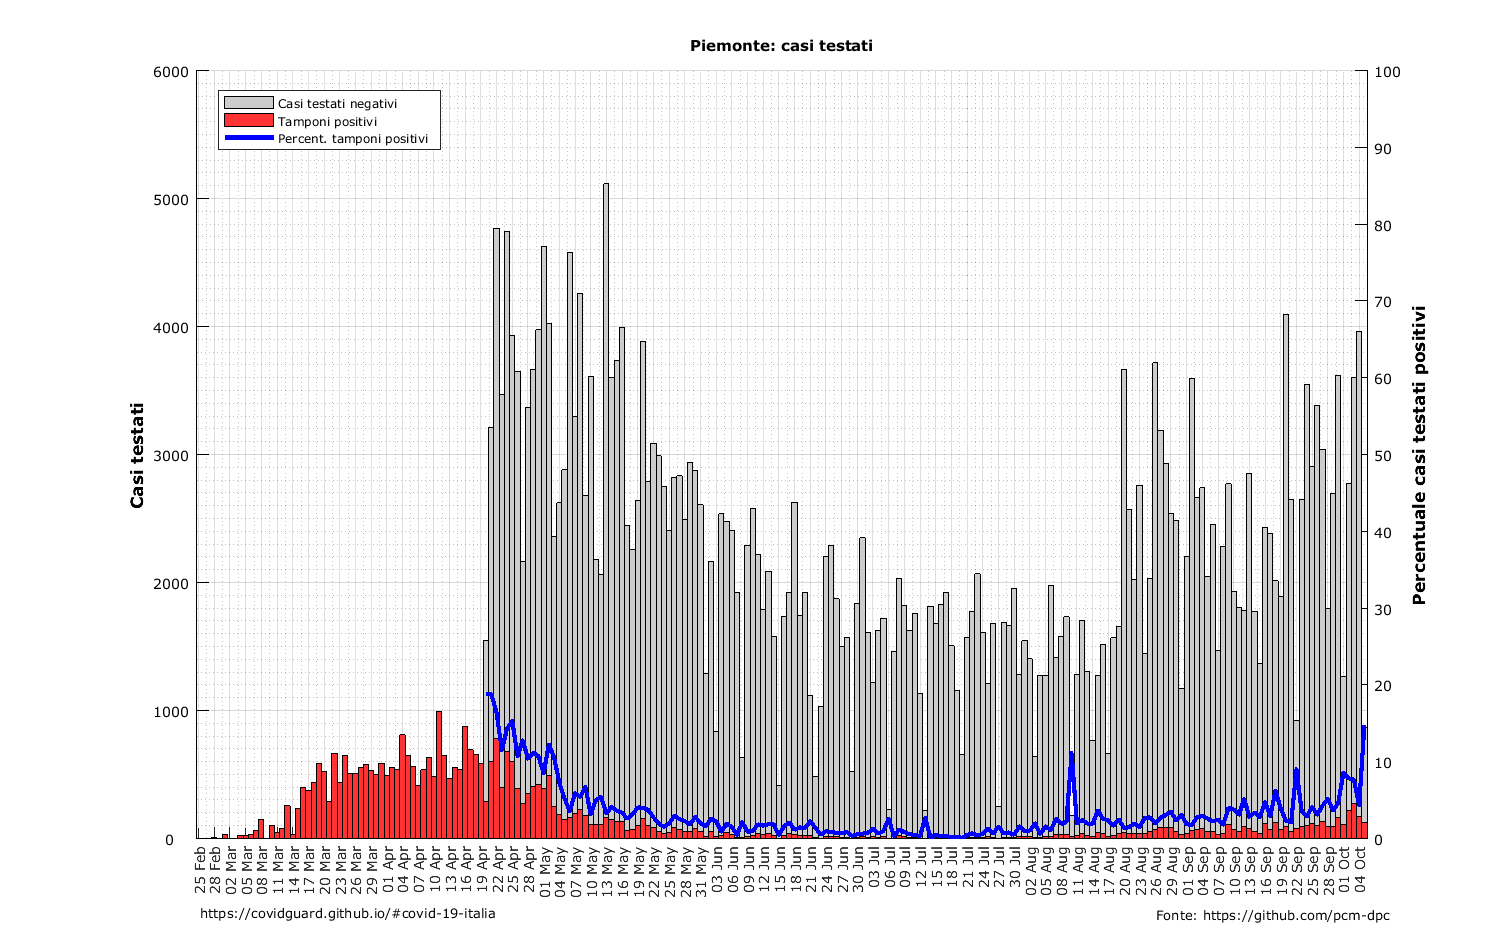 Piemonte: casi testati
6000
5000
4000
3000
2000
1000
0
Casi testati
Casi testati negativi
Tamponi positivi
Percent. tamponi positivi
100
90
80
70
60
50
40
30
20
10
0
Percentuale casi testati positivi
25 Feb
28 Feb
02 Mar
05 Mar
08 Mar
11 Mar
14 Mar
17 Mar
20 Mar
23 Mar
26 Mar
29 Mar
01 Apr
04 Apr
07 Apr
10 Apr
13 Apr
16 Apr
19 Apr
22 Apr
25 Apr
28 Apr
01 May
04 May
07 May
10 May
13 May
16 May
19 May
22 May
25 May
28 May
31 May
03 Jun
06 Jun
09 Jun
12 Jun
15 Jun
18 Jun
21 Jun
24 Jun
27 Jun
30 Jun
03 Jul
06 Jul
09 Jul
12 Jul
15 Jul
18 Jul
21 Jul
24 Jul
27 Jul
30 Jul
02 Aug
05 Aug
08 Aug
11 Aug
14 Aug
17 Aug
20 Aug
23 Aug
26 Aug
29 Aug
01 Sep
04 Sep
07 Sep
10 Sep
13 Sep
16 Sep
19 Sep
22 Sep
25 Sep
28 Sep
01 Oct
04 Oct
https://covidguard.github.io/#covid-19-italia
Fonte: https://github.com/pcm-dpc